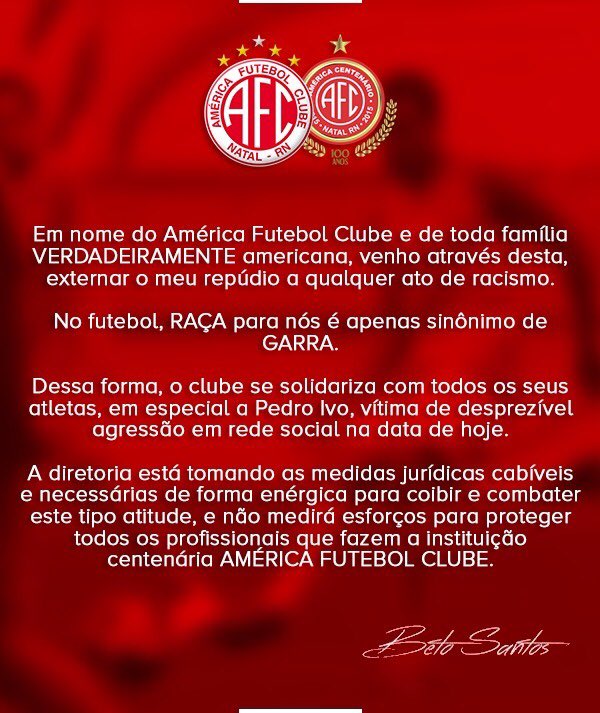 AMÉRICA FUTEBOL CLUBE
AFC
NATAL - RN
AMÉRICA CENTENÁRIO
AFC
NATAL RN
2015
100
ANOS
Em nome do América Futebol Clube e de toda família
VERDADEIRAMENTE americana, venho através desta,
externar o meu repúdio a qualquer ato de racismo.
No futebol, RAÇA para nós é apenas sinônimo de
GARRA.
Dessa forma, o clube se solidariza com todos os seus
atletas, em especial a Pedro Ivo, vítima de desprezível
agressão em rede social na data de hoje.
A diretoria está tomando as medidas jurídicas cabíveis
e necessárias de forma enérgica para coibir e combater
este tipo atitude, e não medirá esforços para proteger
todos os profissionais que fazem a instituição
centenária AMÉRICA FUTEBOL CLUBE.
Beto Santos